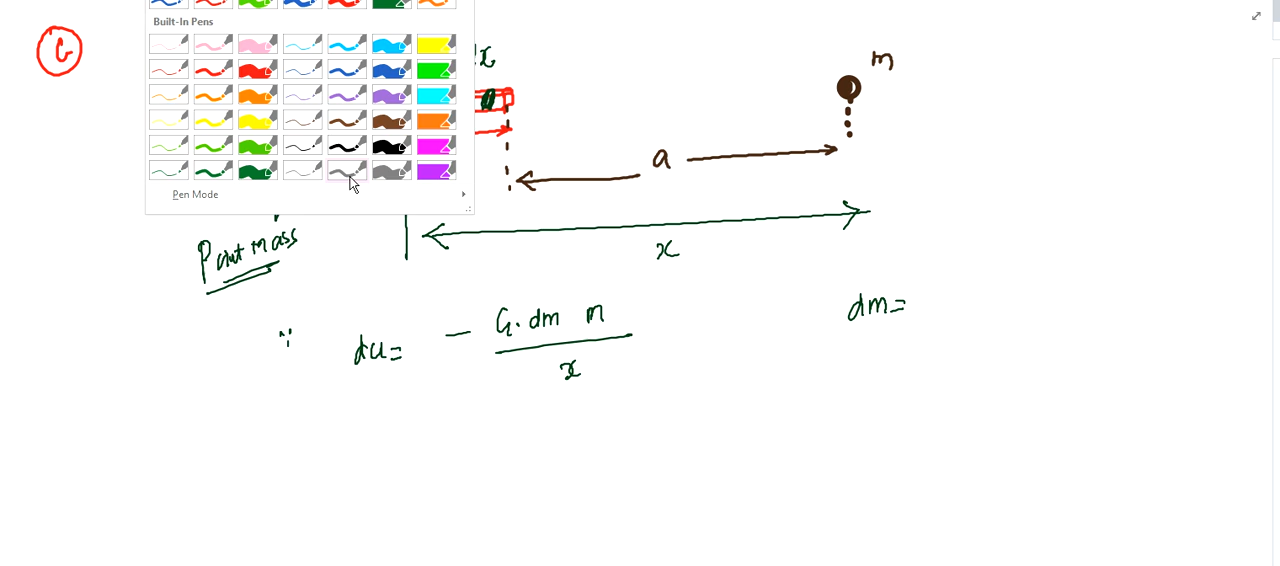 Built-In Pens
G
x
m
a
Pen Mode
x
Point mass
dm=
∵ du= - G. dm m / x